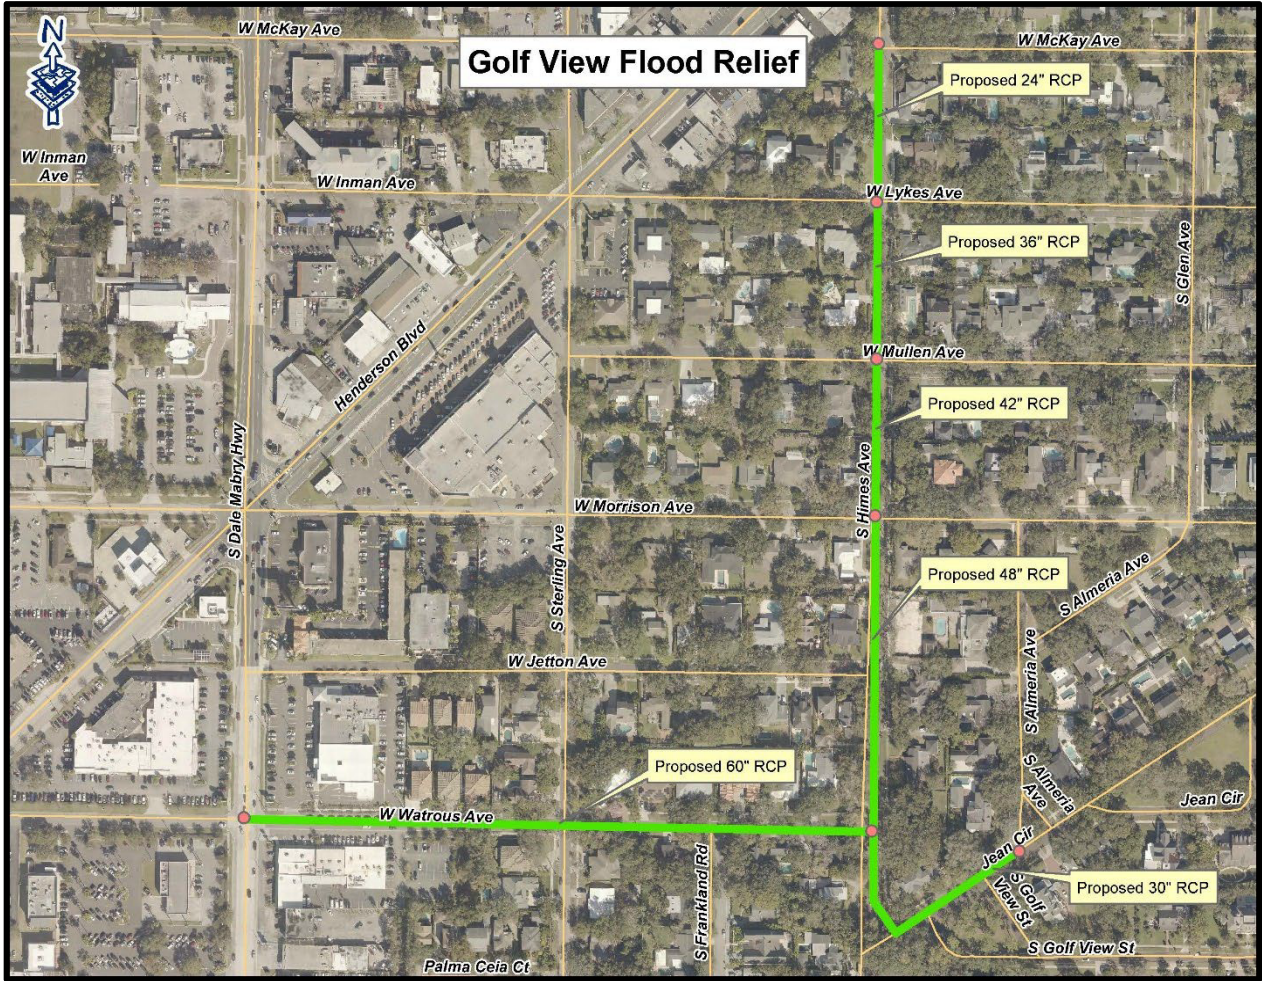 N
W McKay Ave
Golf View Flood Relief
W McKay Ave
Proposed 24" RCP
W Inman
Ave
W Inman Ave
W Lykes Ave
Proposed 36" RCP
S Glen Ave
Henderson Blvd
W Mullen Ave
Proposed 42" RCP
S Dale Mabry Hwy
W Morrison Ave
S Himes Ave
S Sterling Ave
Proposed 48" RCP
S Almeria Ave
S Almeria Ave
W Jetton Ave
Proposed 60" RCP
S Almeria
Ave
Jean Cir
W Watrous Ave
Jean Cir
S Frankland Rd
S Golf
View St
Proposed 30" RCP
S Golf View St
Palma Ceia Ct